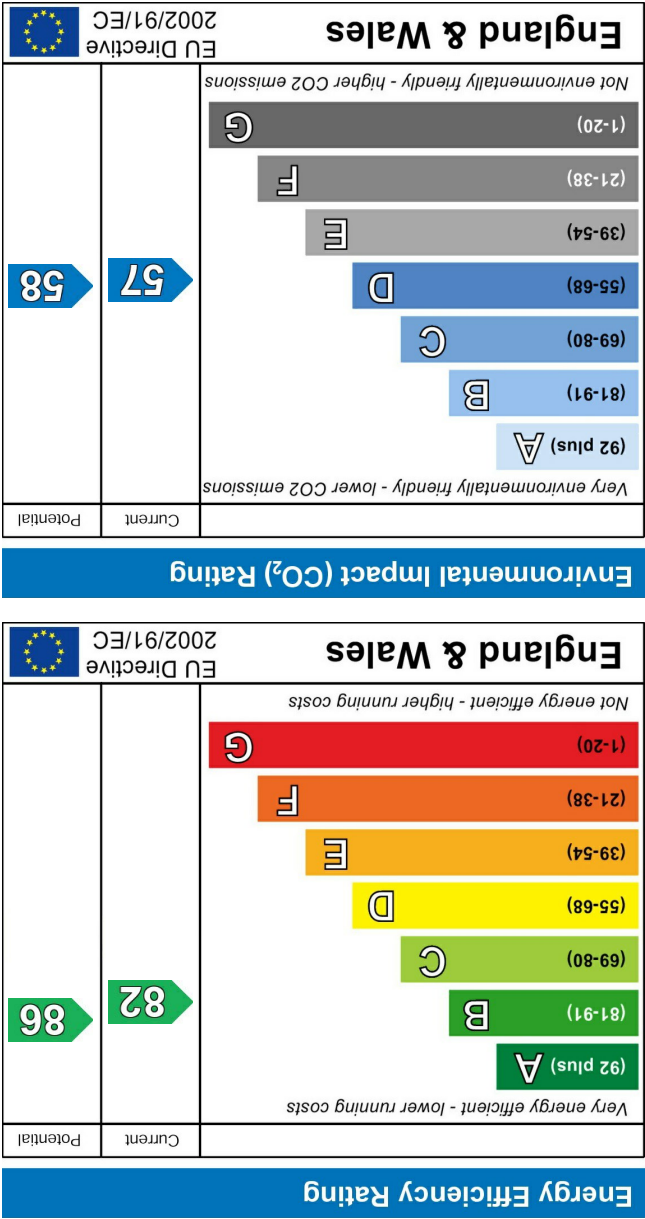 Energy Efficiency Rating
Current Potential
Very energy efficient - lower running costs
(92 plus) A
(81-91) B
(69-80) C
(55-68) D
(39-54) E
(21-38) F
(1-20) G
82
86
Not energy efficient - higher running costs
England & Wales
EU Directive
2002/91/EC
Environmental Impact (CO₂) Rating
Current Potential
Very environmentally friendly - lower CO2 emissions
(92 plus) A
(81-91) B
(69-80) C
(55-68) D
(39-54) E
(21-38) F
(1-20) G
57
58
Not environmentally friendly - higher CO2 emissions
England & Wales
EU Directive
2002/91/EC